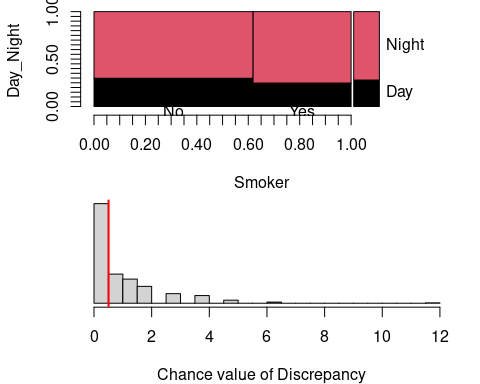 Day_Night
0.00 0.50 1.00
Night
Day
No Yes
0.00 0.20 0.40 0.60 0.80 1.00
Smoker
0 2 4 6 8 10 12
Chance value of Discrepancy